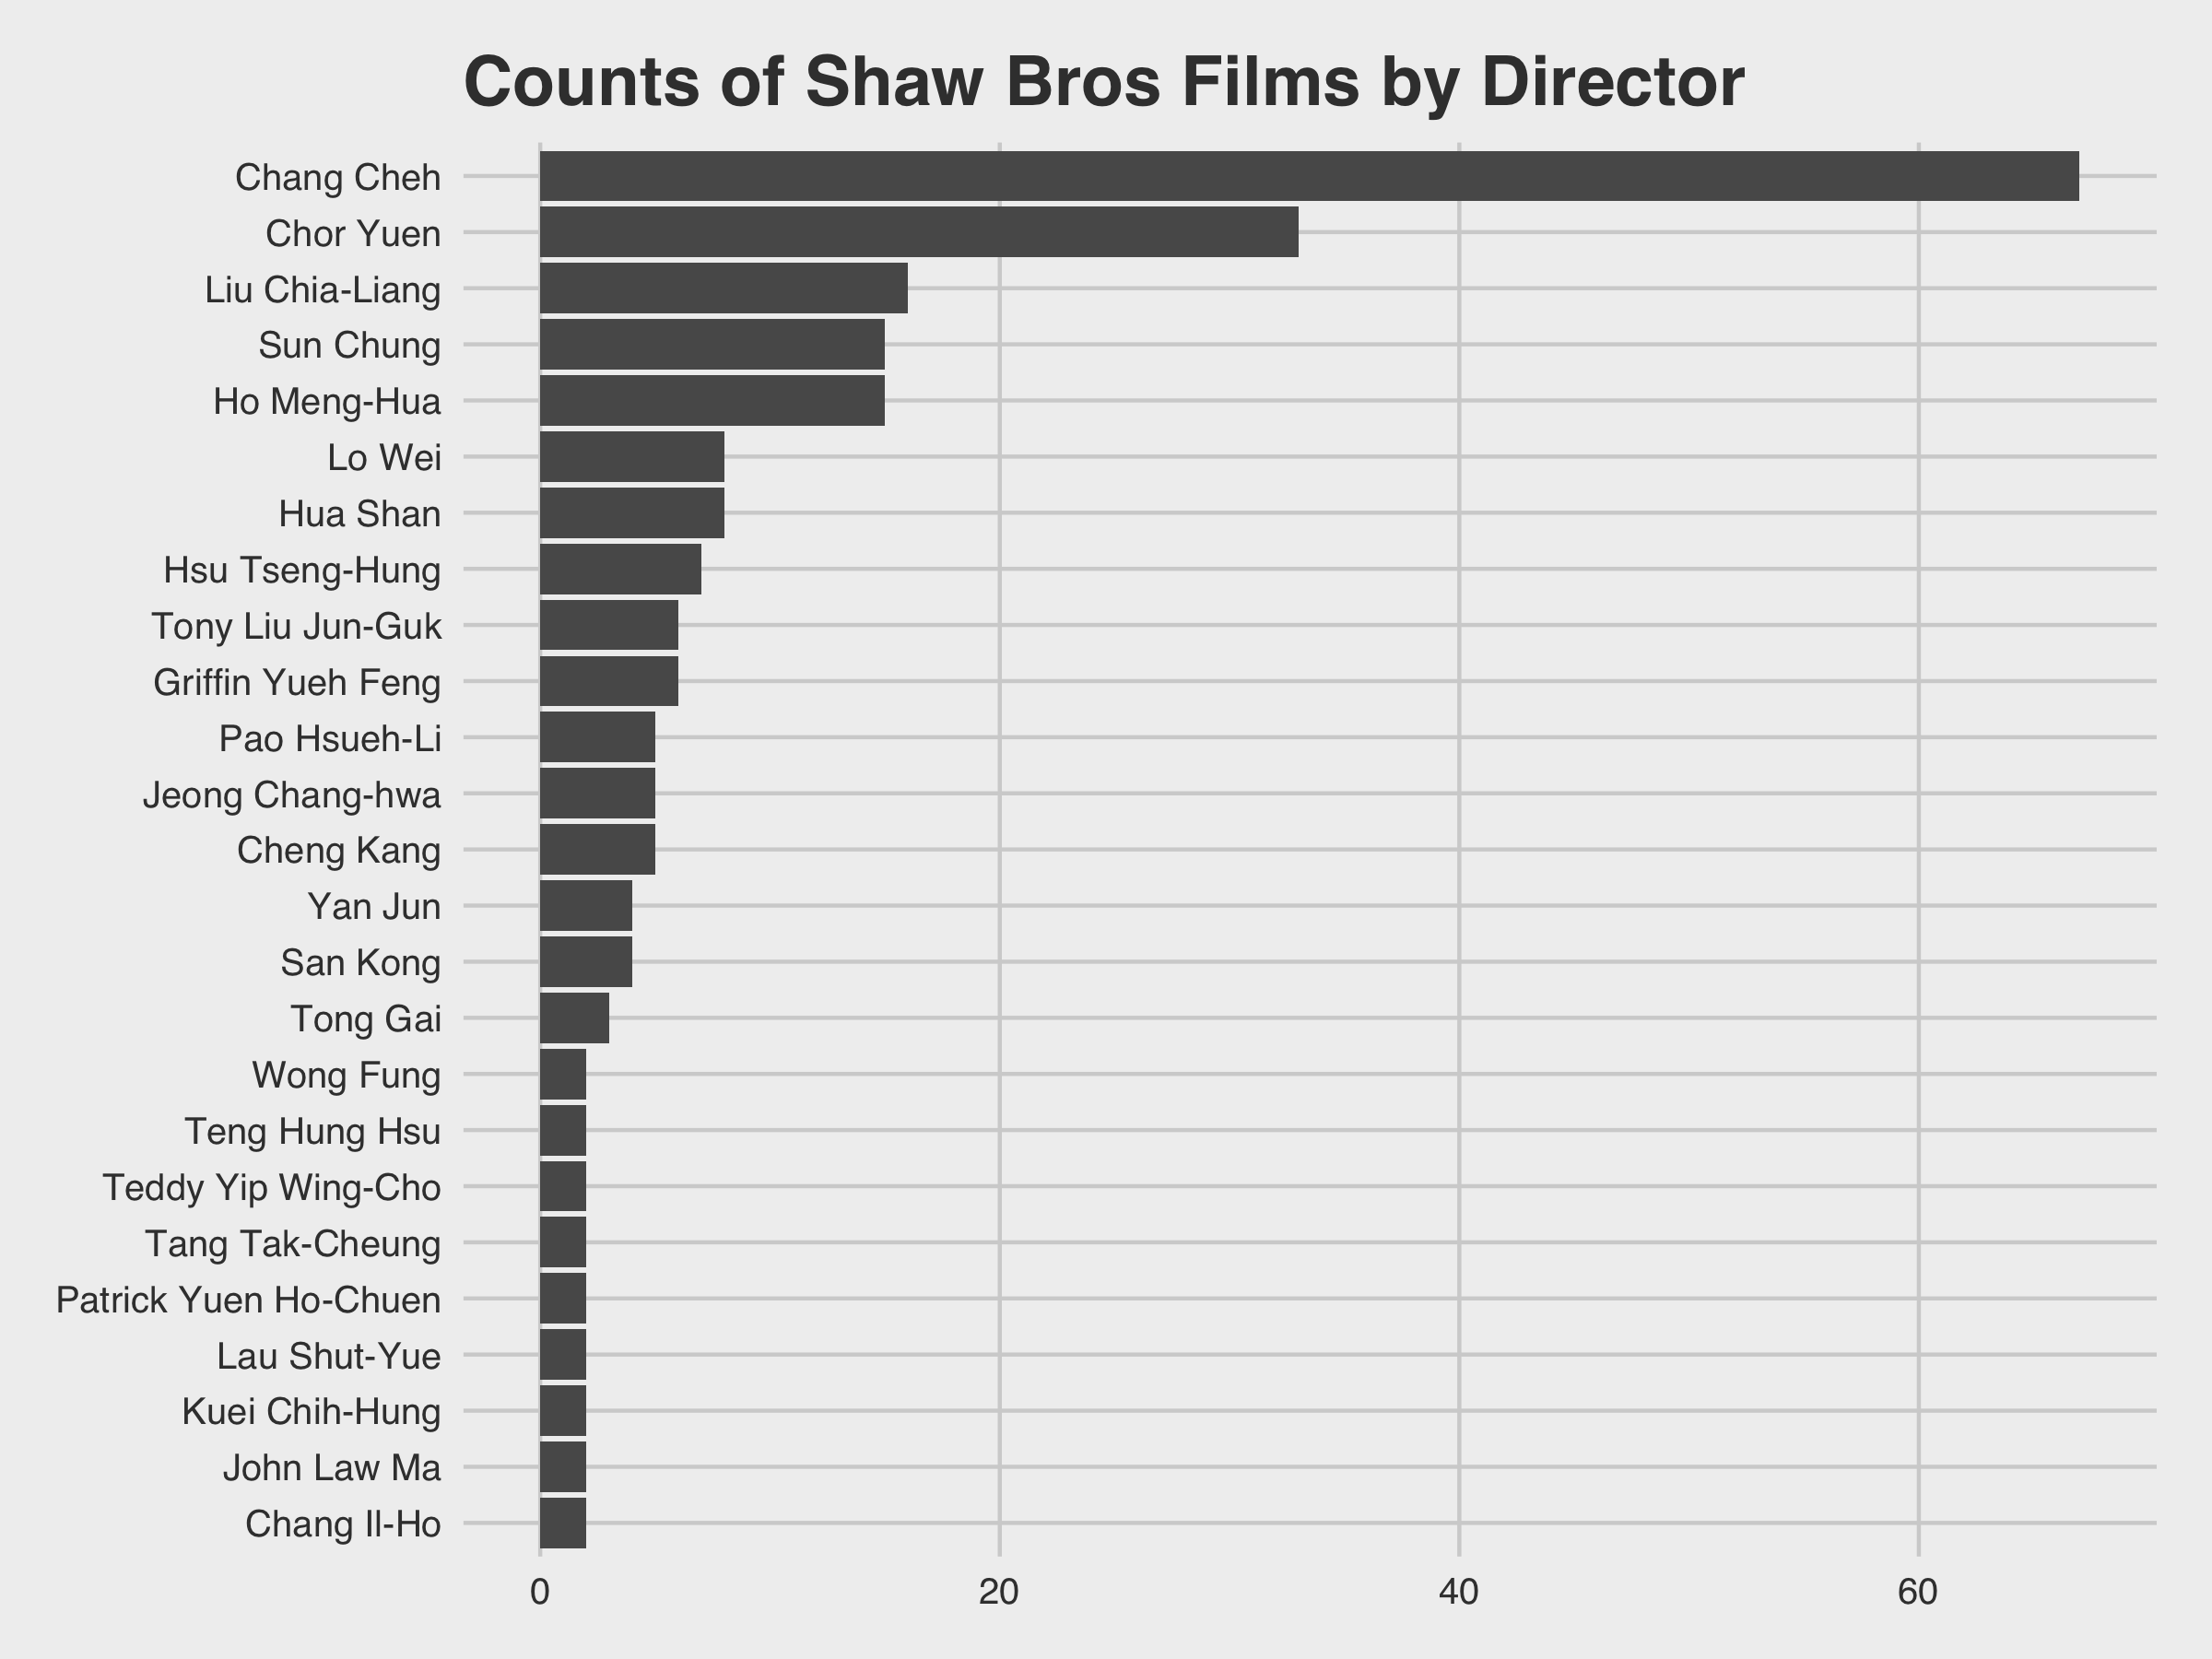 Counts of Shaw Bros Films by Director
Chang Cheh
Chor Yuen
Liu Chia-Liang
Sun Chung
Ho Meng-Hua
Lo Wei
Hua Shan
Hsu Tseng-Hung
Tony Liu Jun-Guk
Griffin Yueh Feng
Pao Hsueh-Li
Jeong Chang-hwa
Cheng Kang
Yan Jun
San Kong
Tong Gai
Wong Fung
Teng Hung Hsu
Teddy Yip Wing-Cho
Tang Tak-Cheung
Patrick Yuen Ho-Chuen
Lau Shut-Yue
Kuei Chih-Hung
John Law Ma
Chang Il-Ho
0 20 40 60